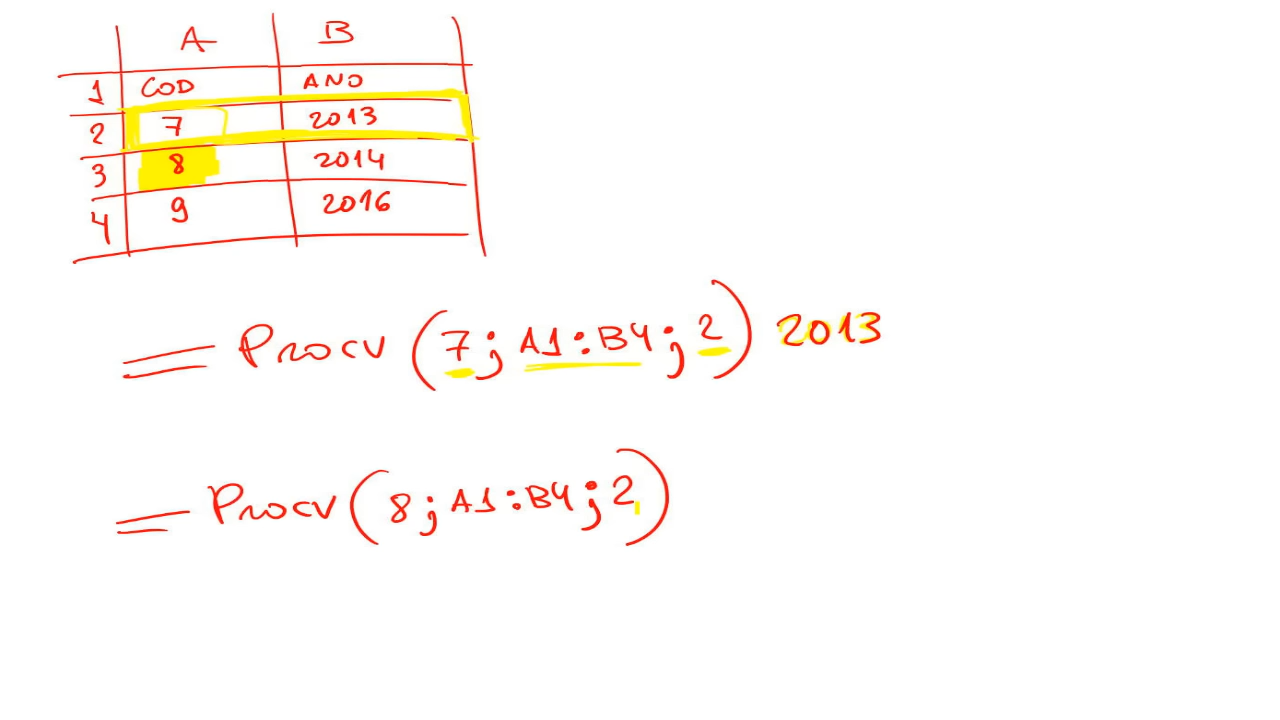 A B
1 COD ANO
2 7 2013
3 8 2014
4 9 2016
= Procv (7; A1:B4; 2) 2013
= Procv (8; A1:B4; 2)